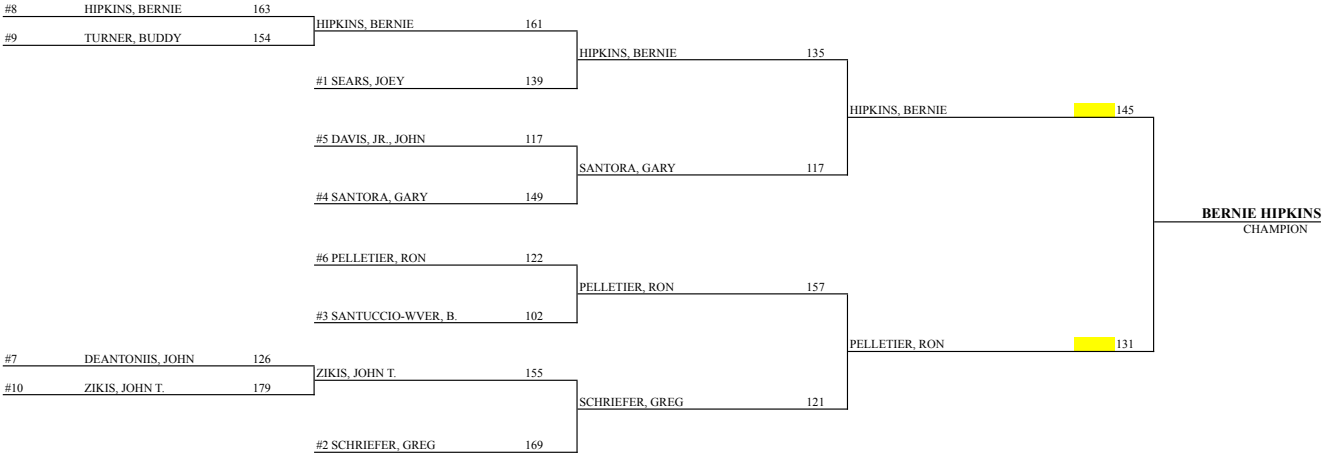 #8 HIPKINS, BERNIE 163
HIPKINS, BERNIE 161
#9 TURNER, BUDDY 154
HIPKINS, BERNIE 135
#1 SEARS, JOEY 139
HIPKINS, BERNIE 145
#5 DAVIS, JR., JOHN 117
SANTORA, GARY 117
#4 SANTORA, GARY 149
BERNIE HIPKINS
CHAMPION
#6 PELLETIER, RON 122
PELLETIER, RON 157
#3 SANTUCCIO-WVER, B. 102
PELLETIER, RON 131
#7 DEANTONIIS, JOHN 126
ZIKIS, JOHN T. 155
#10 ZIKIS, JOHN T. 179
SCHRIEFER, GREG 121
#2 SCHRIEFER, GREG 169